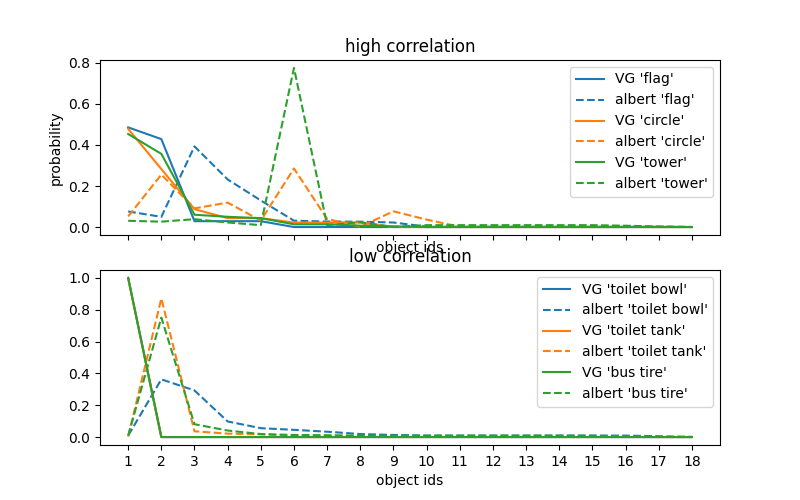 high correlation
probability
0.8
0.6
0.4
0.2
0.0
VG 'flag'
albert 'flag'
VG 'circle'
albert 'circle'
VG 'tower'
albert 'tower'
object ids
low correlation
1.0
0.8
0.6
0.4
0.2
0.0
VG 'toilet bowl'
albert 'toilet bowl'
VG 'toilet tank'
albert 'toilet tank'
VG 'bus tire'
albert 'bus tire'
1 2 3 4 5 6 7 8 9 10 11 12 13 14 15 16 17 18
object ids